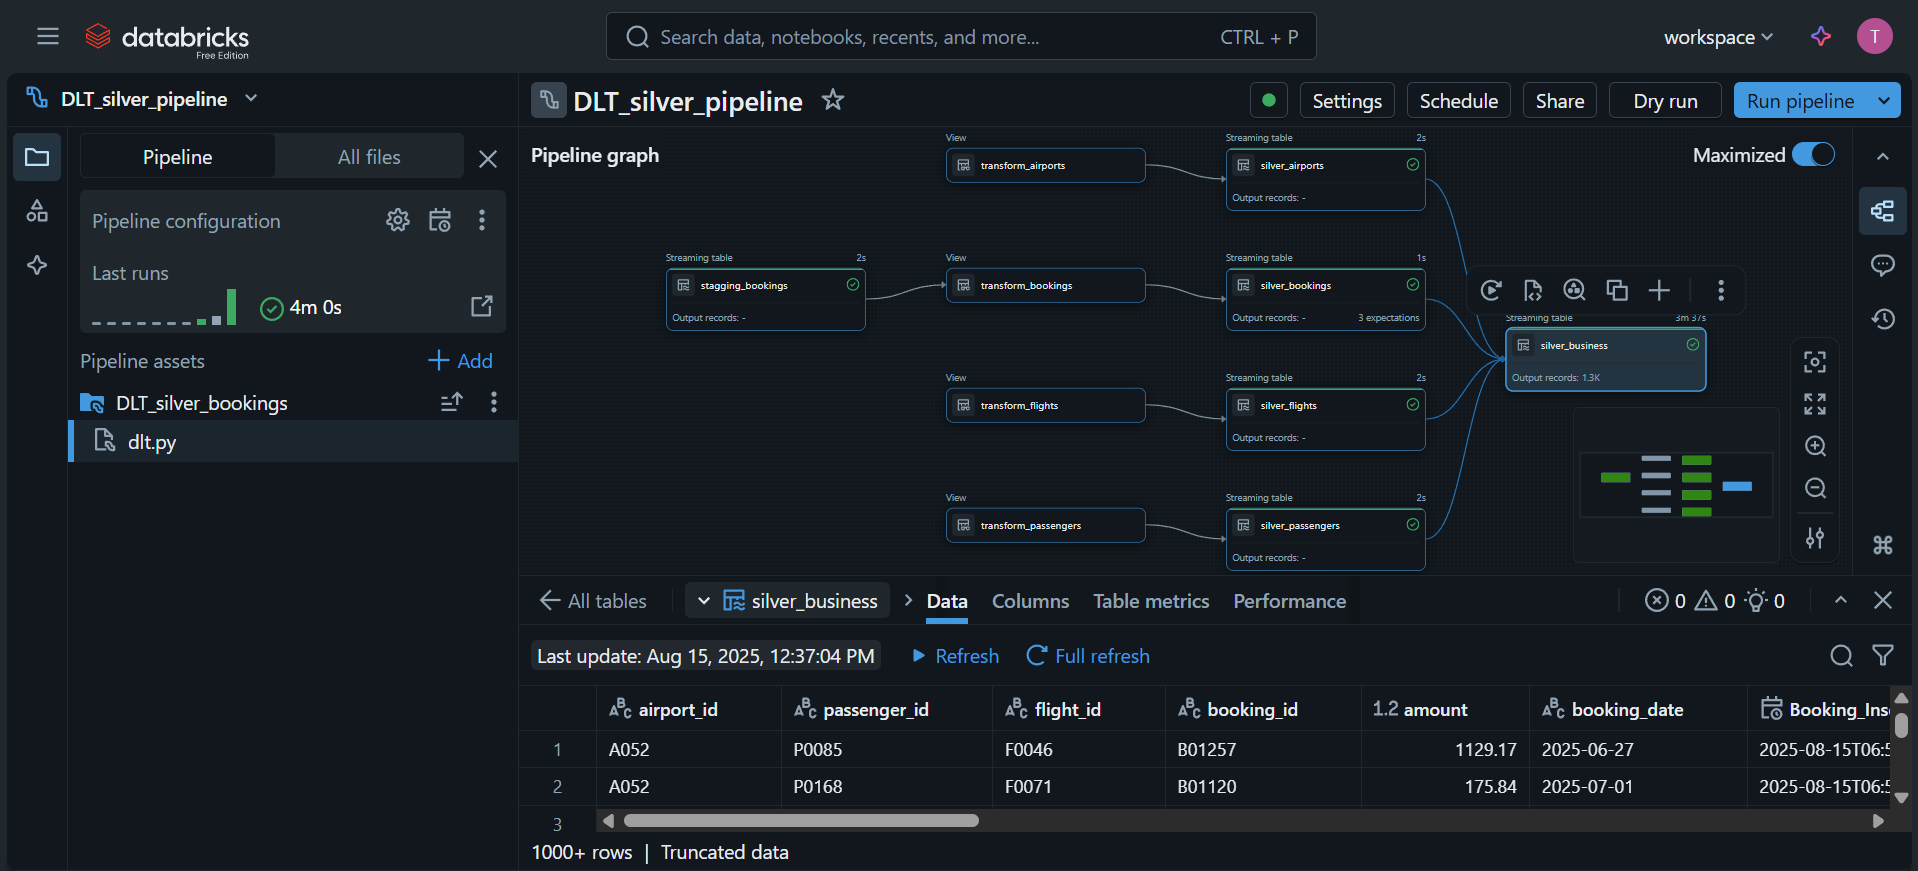 databricks
Free Edition
Search data, notebooks, recents, and more... CTRL + P
workspace
T
DLT_silver_pipeline
DLT_silver_pipeline
Settings
Schedule
Share
Dry run
Run pipeline
Pipeline
All files
Pipeline configuration
Last runs
4m 0s
Pipeline assets
Add
DLT_silver_bookings
dlt.py
Pipeline graph
Maximized
View
transform_airports
Streaming table 2s
silver_airports
Output records: -
Streaming table 2s
stagging_bookings
Output records: -
View
transform_bookings
Streaming table 1s
silver_bookings
Output records: - 3 expectations
Streaming table 3m 37s
silver_business
Output records: 1.3K
View
transform_flights
Streaming table 2s
silver_flights
Output records: -
View
transform_passengers
Streaming table 2s
silver_passengers
Output records: -
All tables
silver_business
Data
Columns
Table metrics
Performance
0 0 0
Last update: Aug 15, 2025, 12:37:04 PM
Refresh
Full refresh
ABC airport_id ABC passenger_id ABC flight_id ABC booking_id 1.2 amount ABC booking_date Booking_Ins
1 A052 P0085 F0046 B01257 1129.17 2025-06-27 2025-08-15T06:5
2 A052 P0168 F0071 B01120 175.84 2025-07-01 2025-08-15T06:5
3
1000+ rows | Truncated data